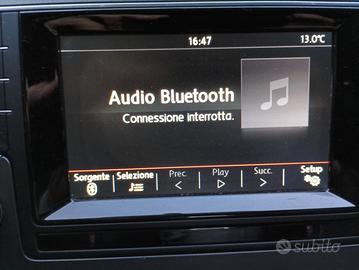 16:47 13.0°C
Audio Bluetooth
Connessione interrotta.
Sorgente Selezione Prec. Play Succ. Setup
subito